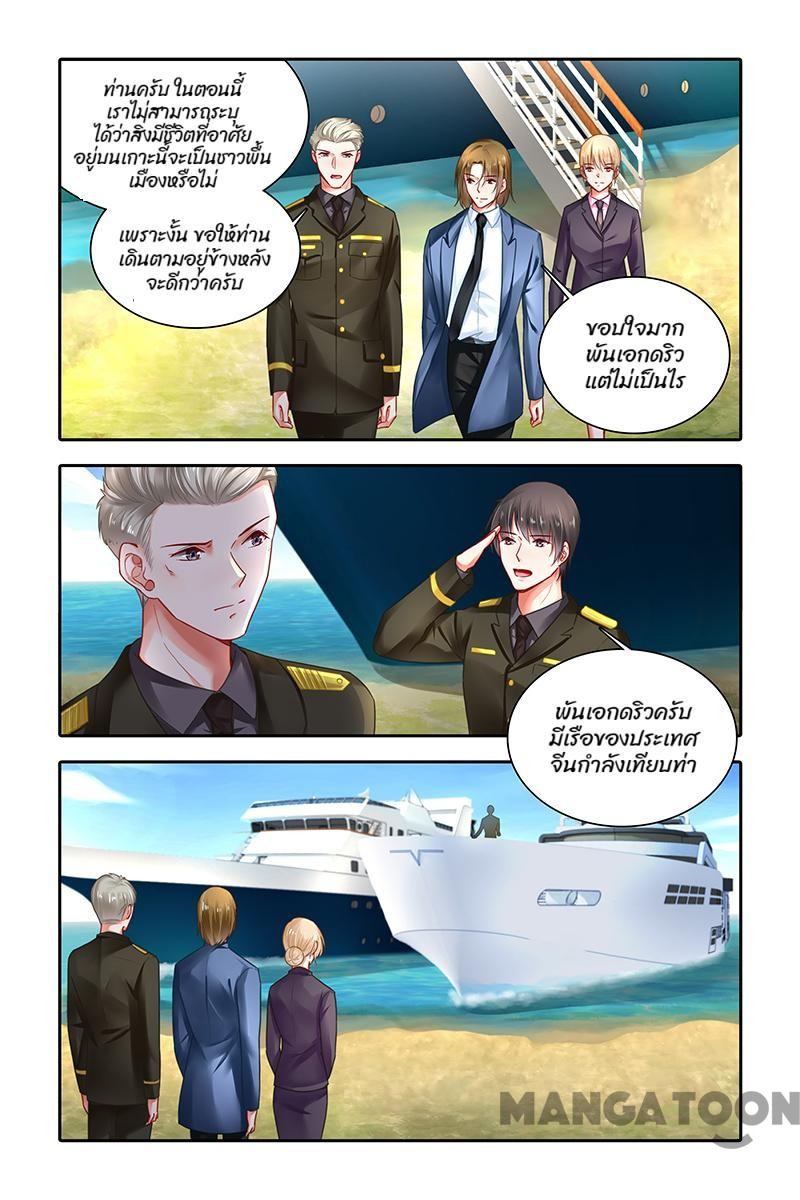 ท่านครับ ในตอนนี้
เราไม่สามารถระบุ
ได้ว่าสิ่งมีชีวิตที่อาศัย
อยู่บนเกาะนี้จะเป็นชาวพื้น
เมืองหรือไม่
เพราะงั้น ขอให้ท่าน
เดินตามอยู่ข้างหลัง
จะดีกว่าครับ
ขอบใจมาก
พันเอกดริว
แต่ไม่เป็นไร
พันเอกดริวครับ
มีเรือของประเทศ
จีนกำลังเทียบท่า
MANGATOON